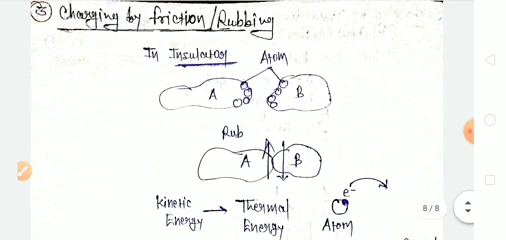 ③ Charging by friction/Rubbing
In Insulator Atom
A B
Rub
A B
Kinetic Energy → Thermal Energy
e-
Atom
8/8